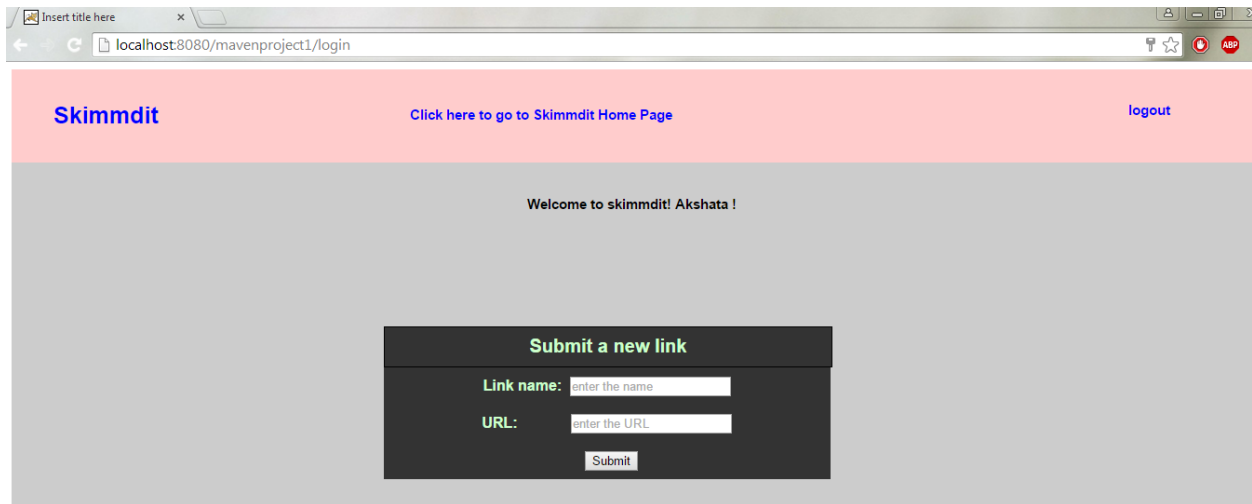 Insert title here
localhost:8080/mavenproject1/login
ABP
Skimmdit
Click here to go to Skimmdit Home Page
logout
Welcome to skimmdit! Akshata !
Submit a new link
Link name: enter the name
URL: enter the URL
Submit